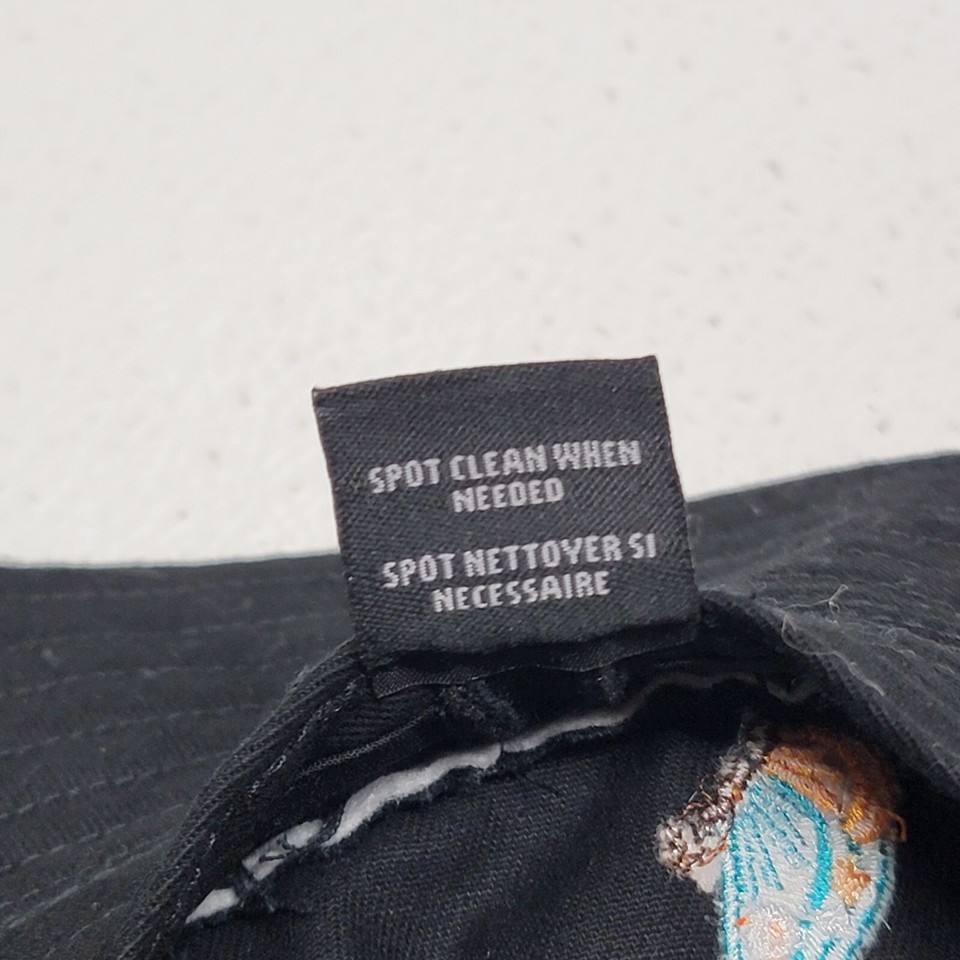 SPOT CLEAN WHEN
NEEDED
SPOT NETTOYER SI
NECESSAIRE